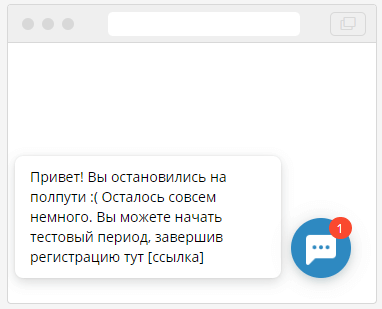 Привет! Вы остановились на
полпути :( Осталось совсем
немного. Вы можете начать
тестовый период, завершив
регистрацию тут [ссылка]
1